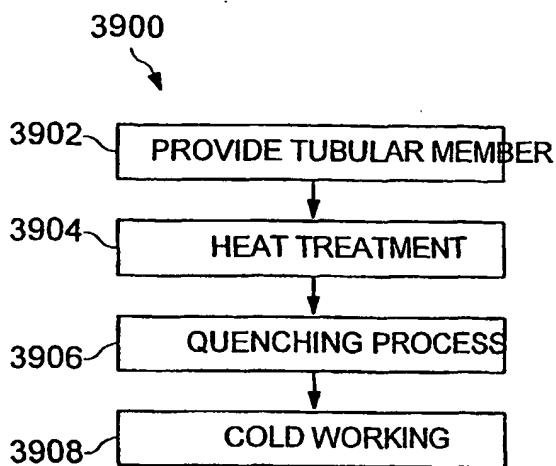 3900
3902 PROVIDE TUBULAR MEMBER
3904 HEAT TREATMENT
3906 QUENCHING PROCESS
3908 COLD WORKING